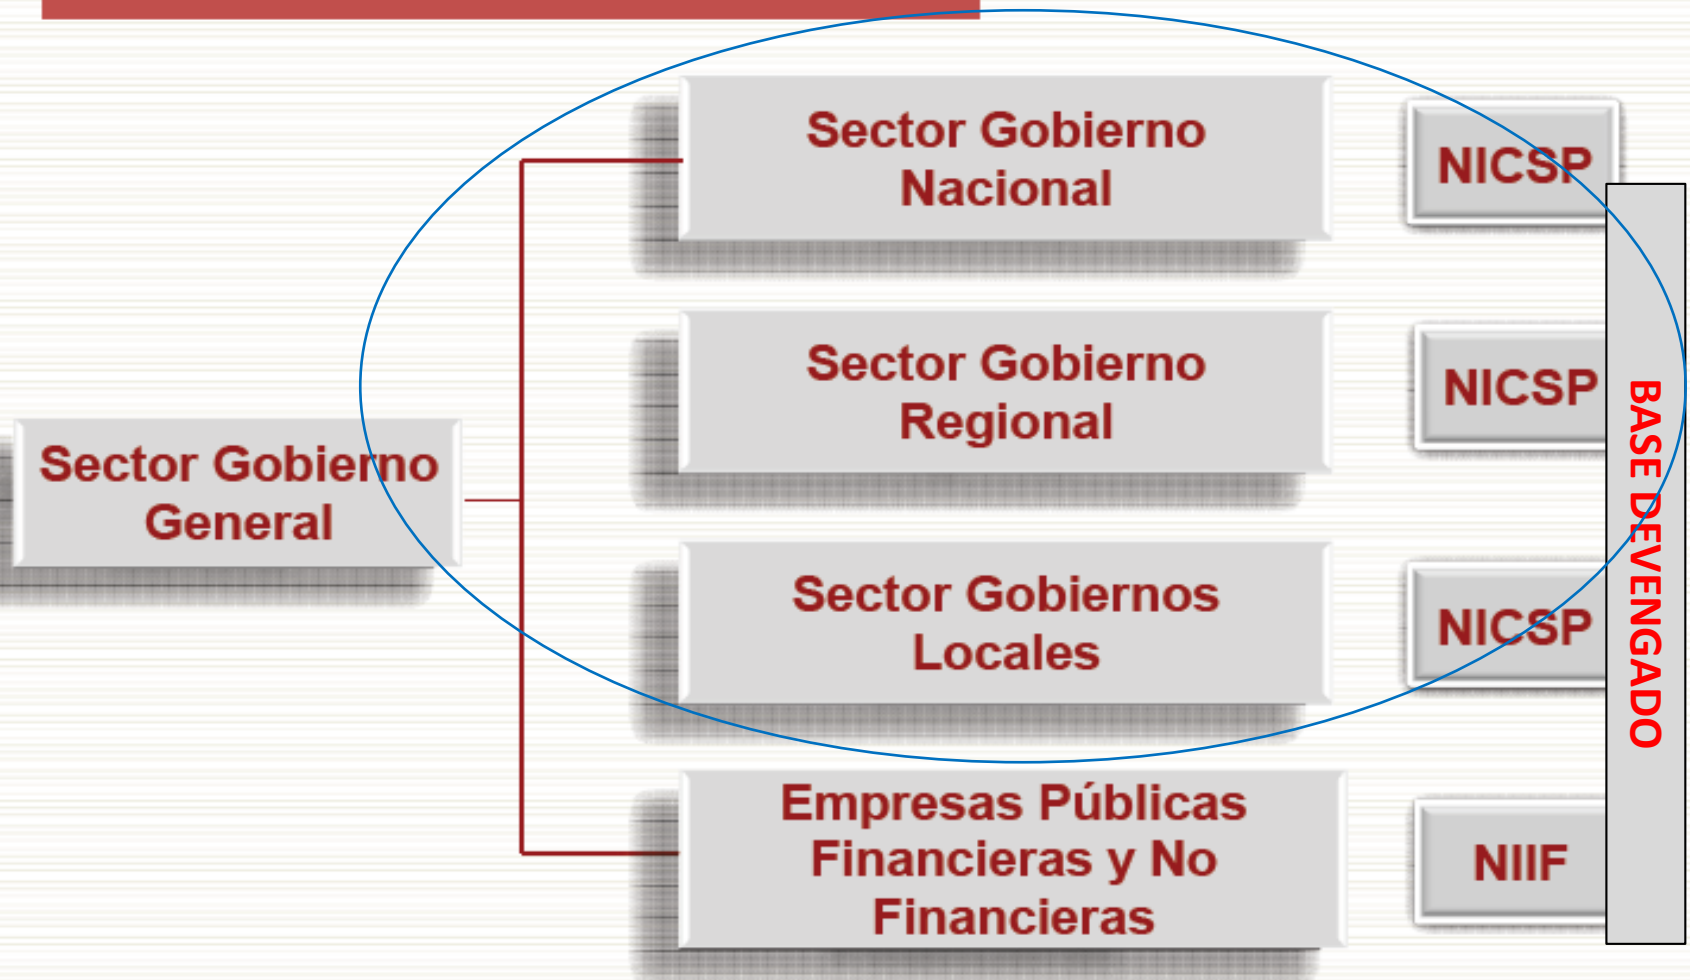 Sector Gobierno
General
Sector Gobierno
Nacional
NICSP
Sector Gobierno
Regional
NICSP
Sector Gobiernos
Locales
NICSP
Empresas Públicas
Financieras y No
Financieras
NIIF
BASE DEVENGADO